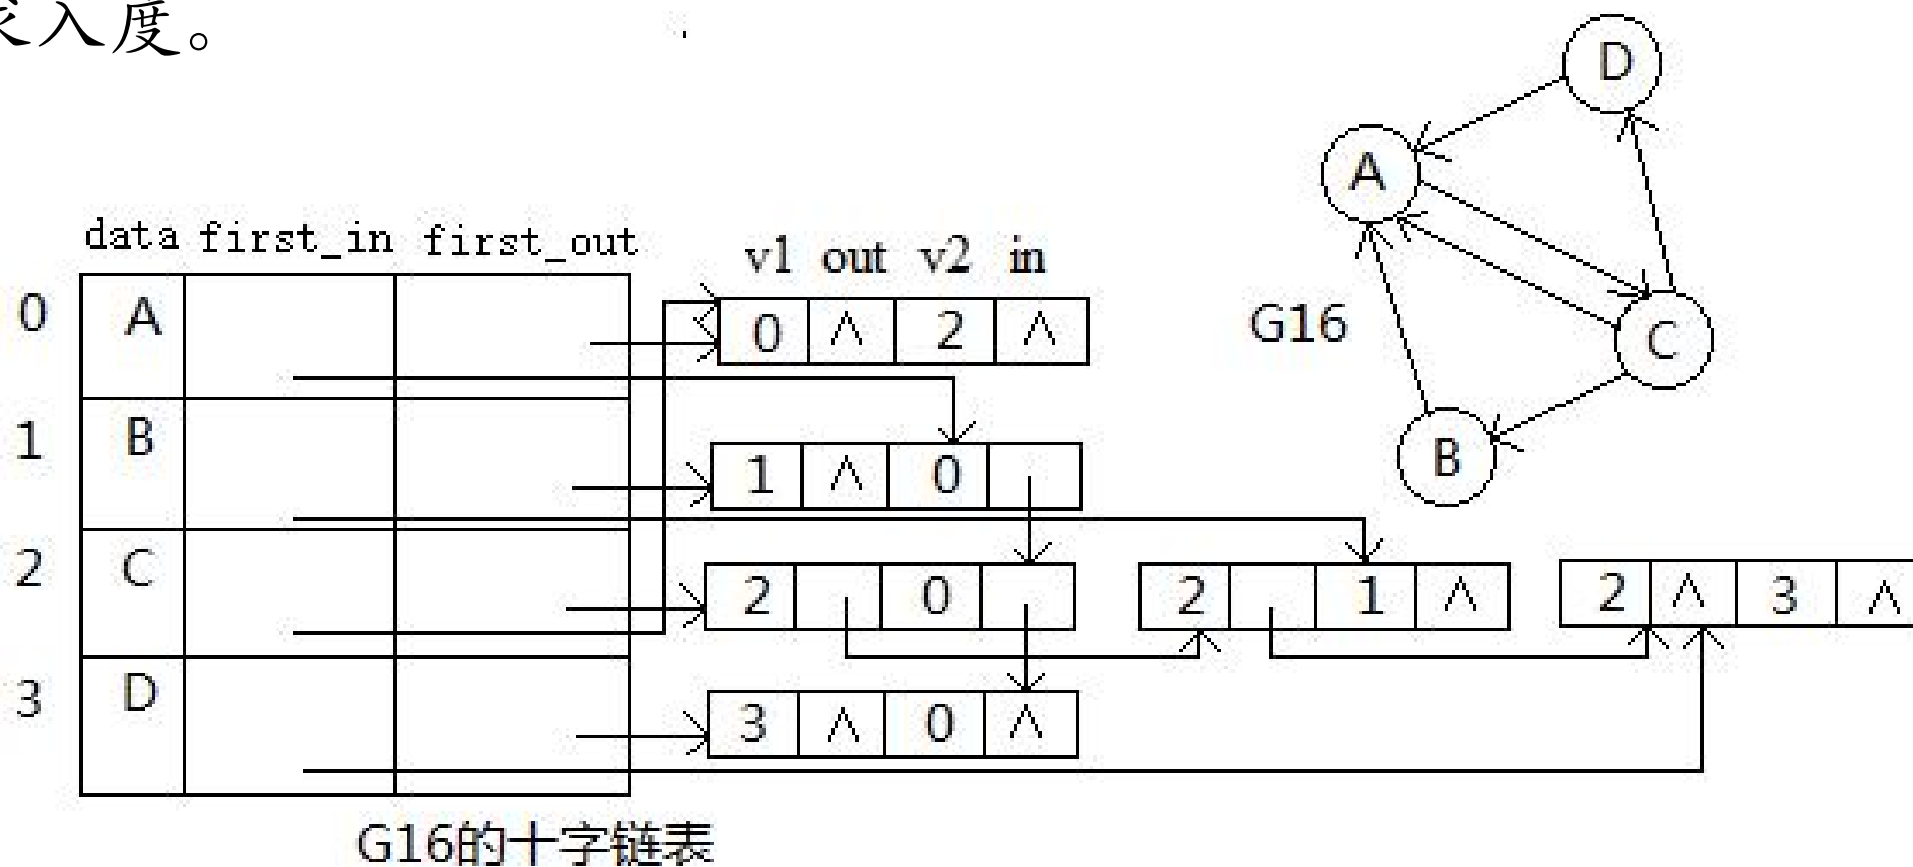 求入度。
D
A
G16
C
B
data first_in first_out
v1 out v2 in
0 A 0 ∧ 2 ∧
1 B 1 ∧ 0
2 C 2 0 2 1 ∧ 2 ∧ 3 ∧
3 D 3 ∧ 0 ∧
G16的十字链表